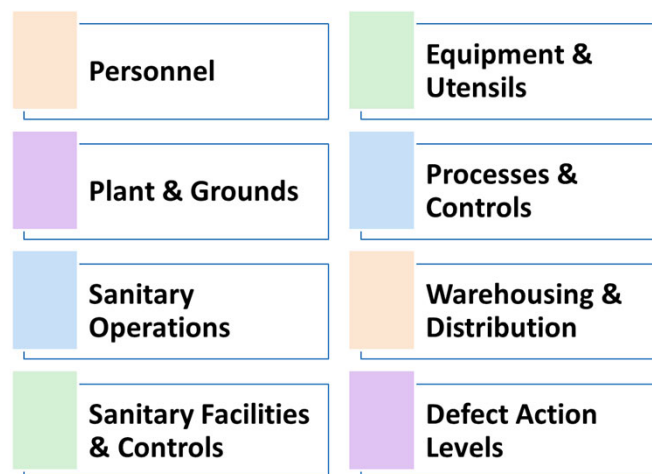 Personnel
Plant & Grounds
Sanitary
Operations
Sanitary Facilities
& Controls
Equipment &
Utensils
Processes &
Controls
Warehousing &
Distribution
Defect Action
Levels